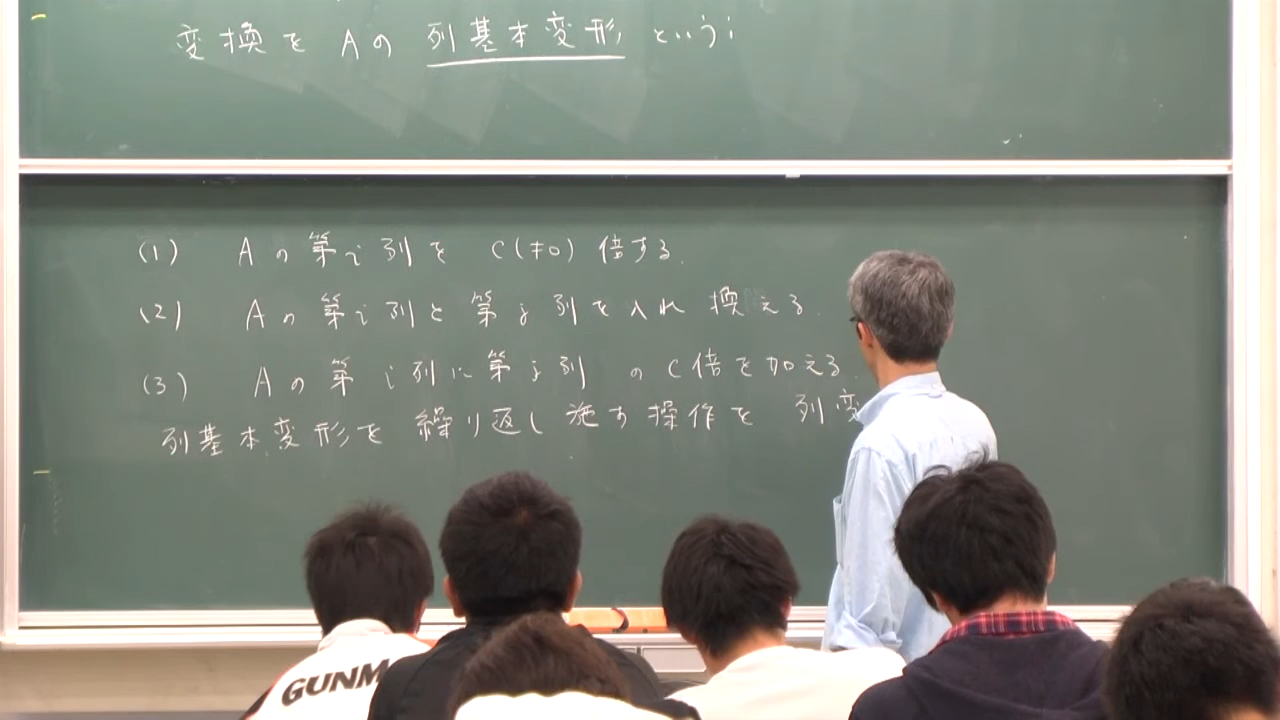 変換を Aの 列基本変形 という;
(1) Aの第i列を C(≠0)倍する.
(2) Aの第i列と第j列を入れ換える.
(3) Aの第i列に第j列のC倍を加える.
列基本変形を繰り返し施す操作を 列変
GUNM